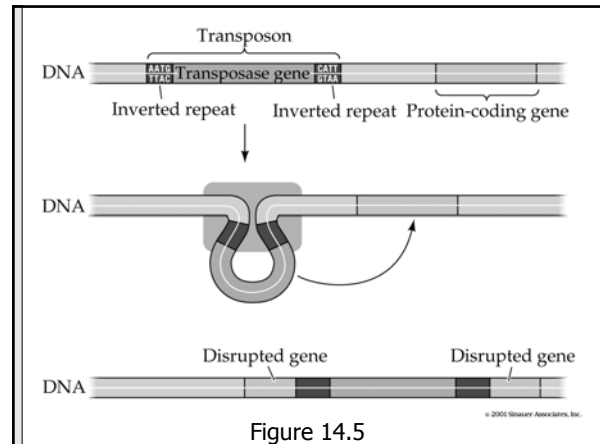 Transposon
DNA
AATG
TTAC
Transposase gene
CATT
GTAA
Inverted repeat
Inverted repeat
Protein-coding gene
DNA
Disrupted gene
Disrupted gene
DNA
© 2001 Sinauer Associates, Inc.
Figure 14.5